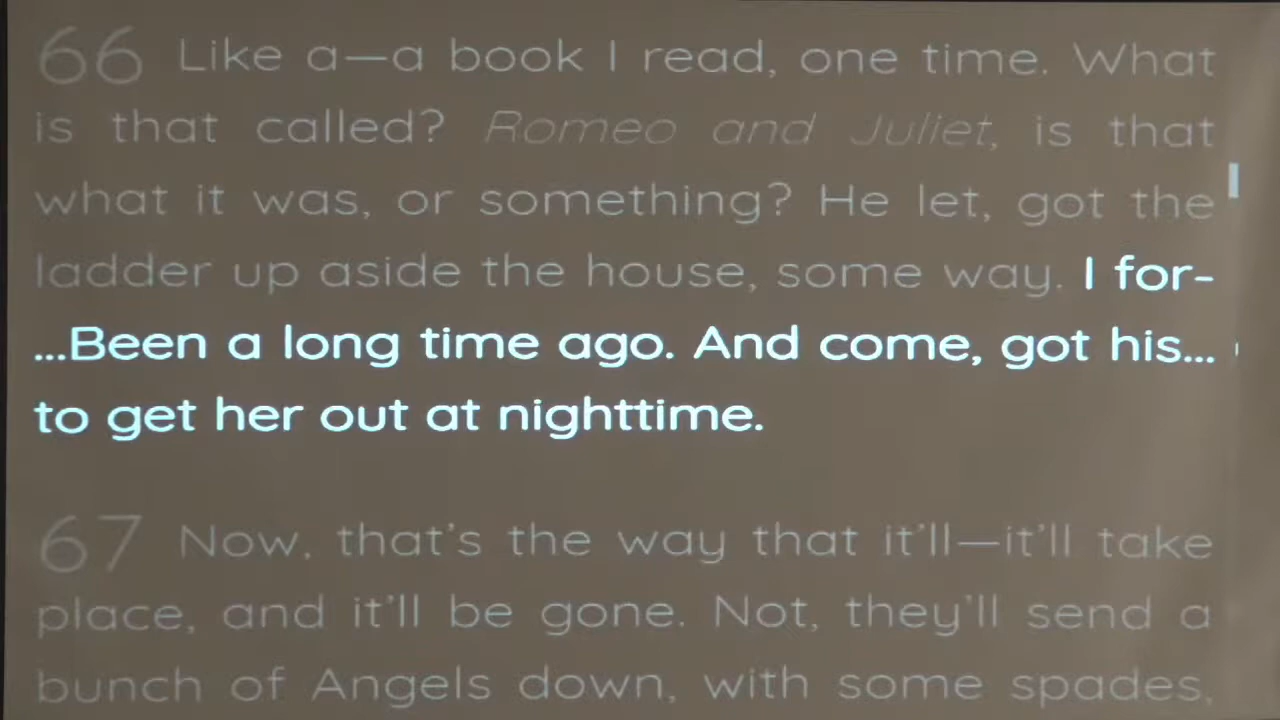 66 Like a—a book I read, one time. What
is that called? Romeo and Juliet, is that
what it was, or something? He let, got the
ladder up aside the house, some way. I for-
...Been a long time ago. And come, got his...
to get her out at nighttime.
67 Now, that's the way that it'll—it'll take
place, and it'll be gone. Not, they'll send a
bunch of Angels down, with some spades,